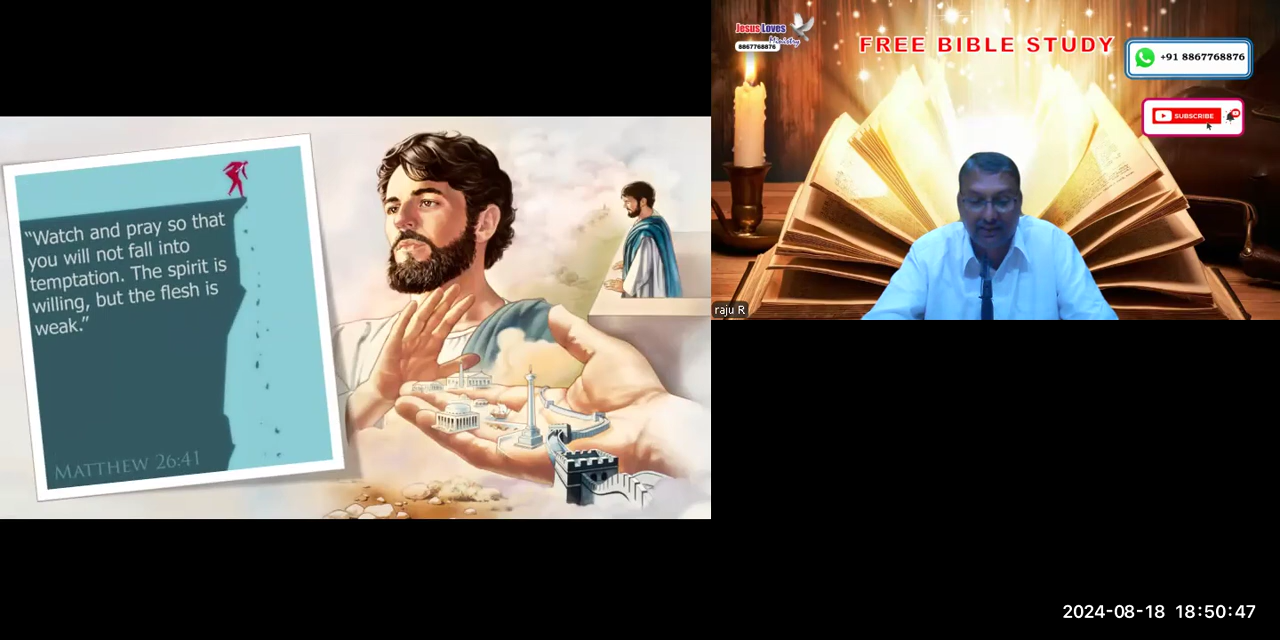 “Watch and pray so that
you will not fall into
temptation. The spirit is
willing, but the flesh is
weak.”
MATTHEW 26:41
Jesus Loves
Ministry
8867768876
FREE BIBLE STUDY
+91 8867768876
SUBSCRIBE
raju R
2024-08-18 18:50:47